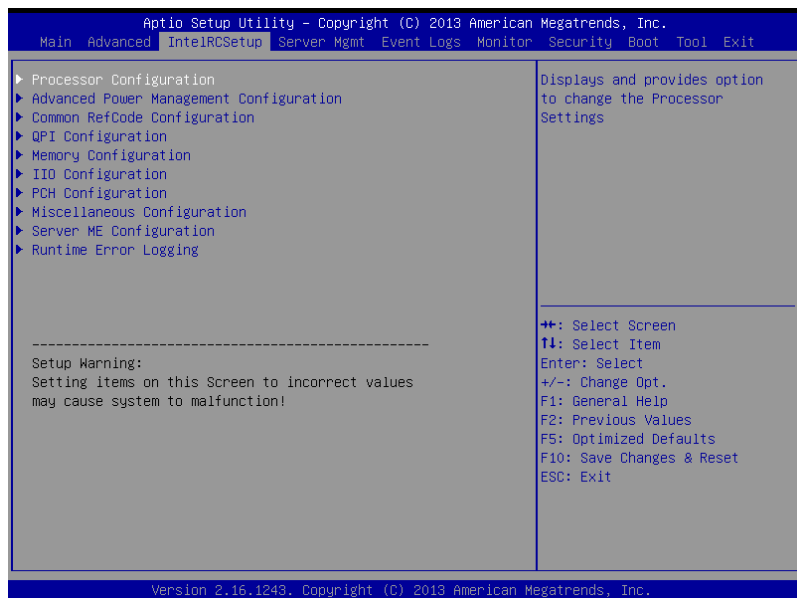 Aptio Setup Utility – Copyright (C) 2013 American Megatrends, Inc.
Main Advanced IntelRCSetup Server Mgmt Event Logs Monitor Security Boot Tool Exit
Processor Configuration
Advanced Power Management Configuration
Common RefCode Configuration
QPI Configuration
Memory Configuration
IIO Configuration
PCH Configuration
Miscellaneous Configuration
Server ME Configuration
Runtime Error Logging
--------------------------------------------------
Setup Warning:
Setting items on this Screen to incorrect values
may cause system to malfunction!
Displays and provides option
to change the Processor
Settings
→←: Select Screen
↑↓: Select Item
Enter: Select
+/-: Change Opt.
F1: General Help
F2: Previous Values
F5: Optimized Defaults
F10: Save Changes & Reset
ESC: Exit
Version 2.16.1243. Copyright (C) 2013 American Megatrends, Inc.